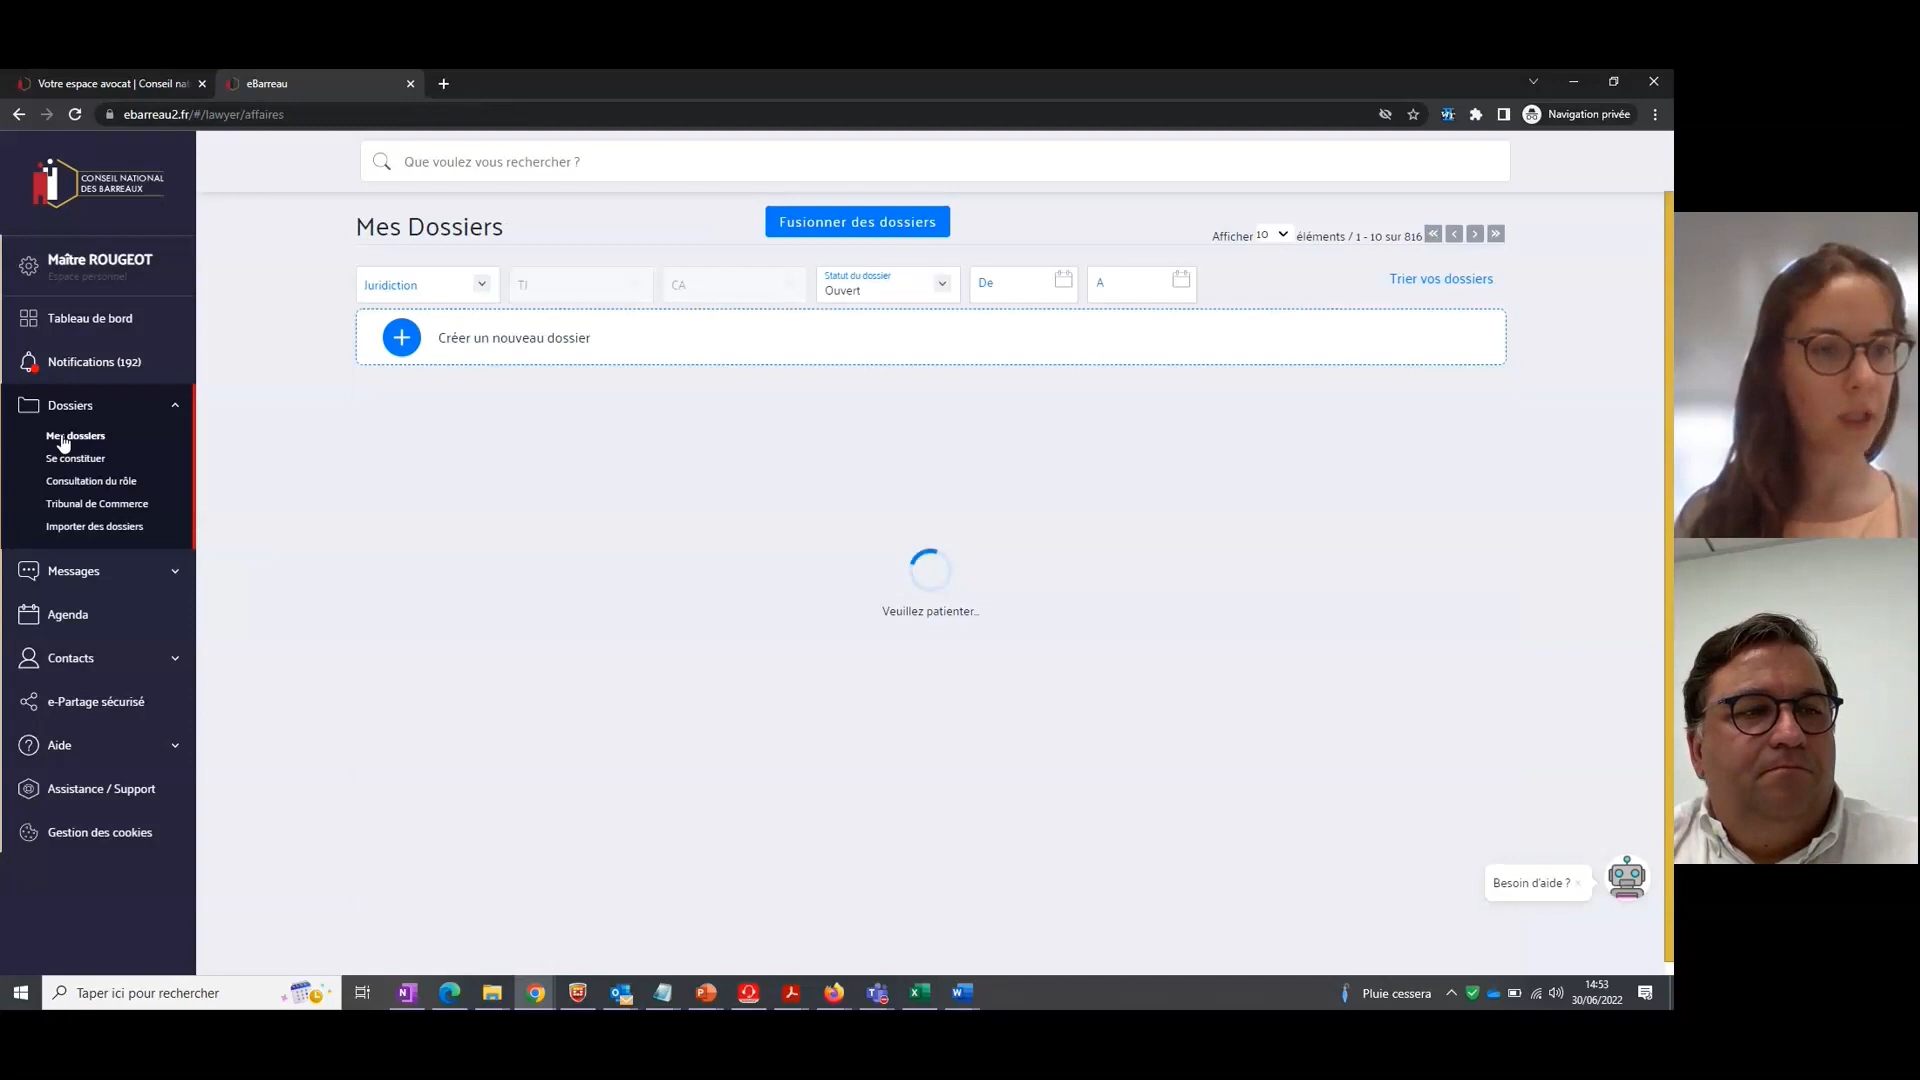 Votre espace avocat | Conseil nat
eBarreau
ebarreau2.fr/#/lawyer/affaires
Navigation privée
CONSEIL NATIONAL
DES BARREAUX
Que voulez vous rechercher ?
Maître ROUGEOT
Espace personnel
Mes Dossiers
Fusionner des dossiers
Afficher 10 éléments / 1 - 10 sur 816
Juridiction
TJ
CA
Statut du dossier
Ouvert
De
A
Trier vos dossiers
Créer un nouveau dossier
Tableau de bord
Notifications (192)
Dossiers
Mes dossiers
Se constituer
Consultation du rôle
Tribunal de Commerce
Importer des dossiers
Messages
Agenda
Contacts
e-Partage sécurisé
Aide
Assistance / Support
Gestion des cookies
Veuillez patienter...
Besoin d'aide ?
Taper ici pour rechercher
Pluie cessera
14:53
30/06/2022